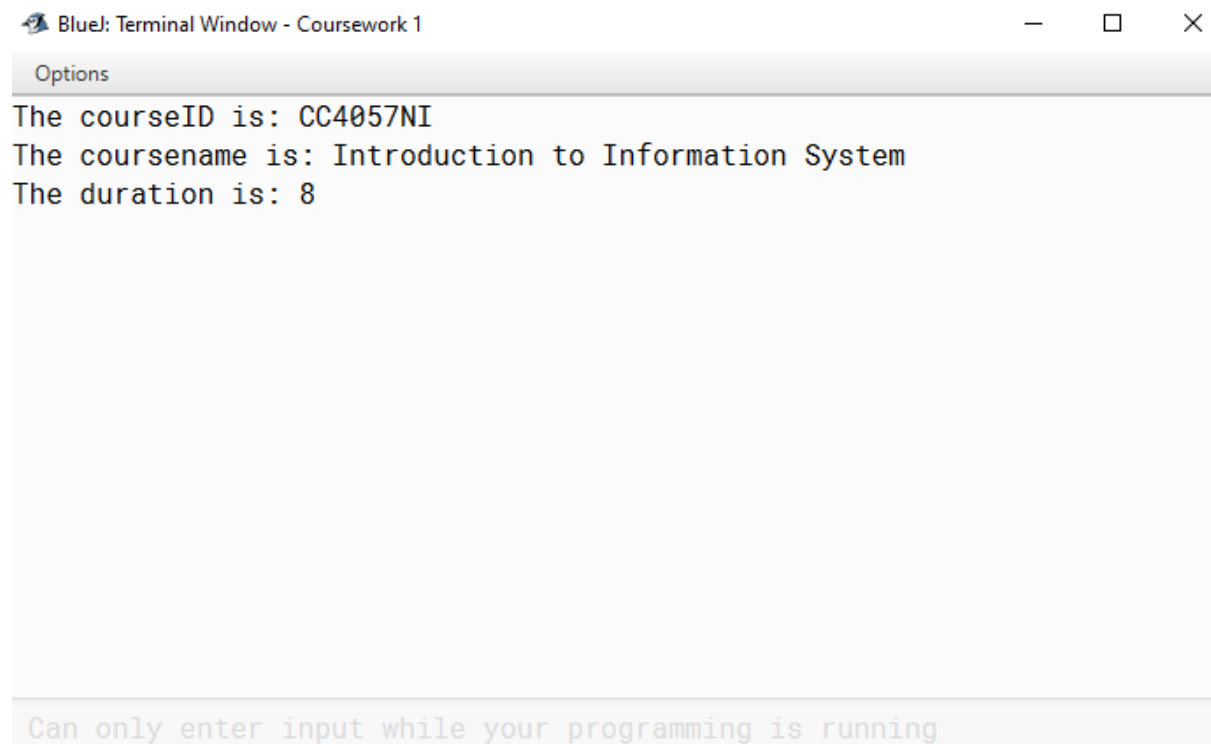 BlueJ: Terminal Window - Coursework 1
Options
The courseID is: CC4057NI
The coursename is: Introduction to Information System
The duration is: 8
Can only enter input while your programming is running